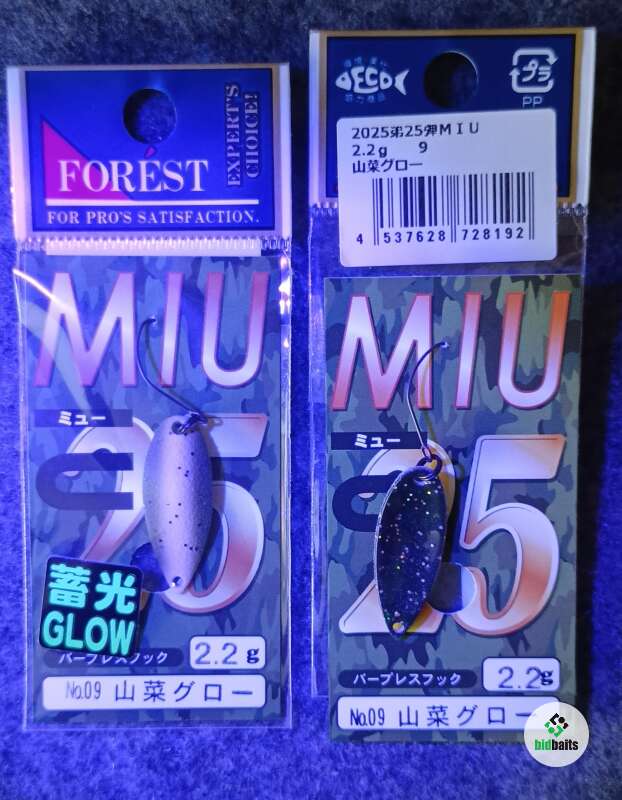 FORÉST
EXPERT'S
CHOICE!
FOR PRO'S SATISFACTION.
MIU
ミュー
25
蓄光
GLOW
バーブレスフック
2.2g
No.09 山菜グロー
ECO
プラ
PP
2025第25弾MIU
2.2g 9
山菜グロー
4 537628 728192
MIU
ミュー
25
バーブレスフック
2.2g
No.09 山菜グロー
bidbaits